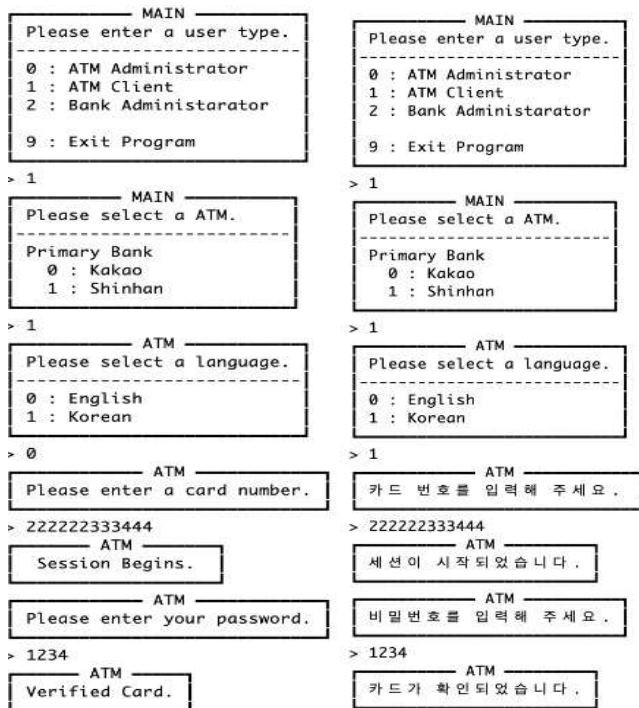 MAIN
Please enter a user type.
0 : ATM Administrator
1 : ATM Client
2 : Bank Administarator
9 : Exit Program
> 1
MAIN
Please select a ATM.
Primary Bank
0 : Kakao
1 : Shinhan
> 1
ATM
Please select a language.
0 : English
1 : Korean
> 0
ATM
Please enter a card number.
> 222222333444
ATM
Session Begins.
ATM
Please enter your password.
> 1234
ATM
Verified Card.
MAIN
Please enter a user type.
0 : ATM Administrator
1 : ATM Client
2 : Bank Administarator
9 : Exit Program
> 1
MAIN
Please select a ATM.
Primary Bank
0 : Kakao
1 : Shinhan
> 1
ATM
Please select a language.
0 : English
1 : Korean
> 1
ATM
카드 번호를 입력해 주세요.
> 222222333444
ATM
세션이 시작되었습니다.
ATM
비밀번호를 입력해 주세요.
> 1234
ATM
카드가 확인되었습니다.